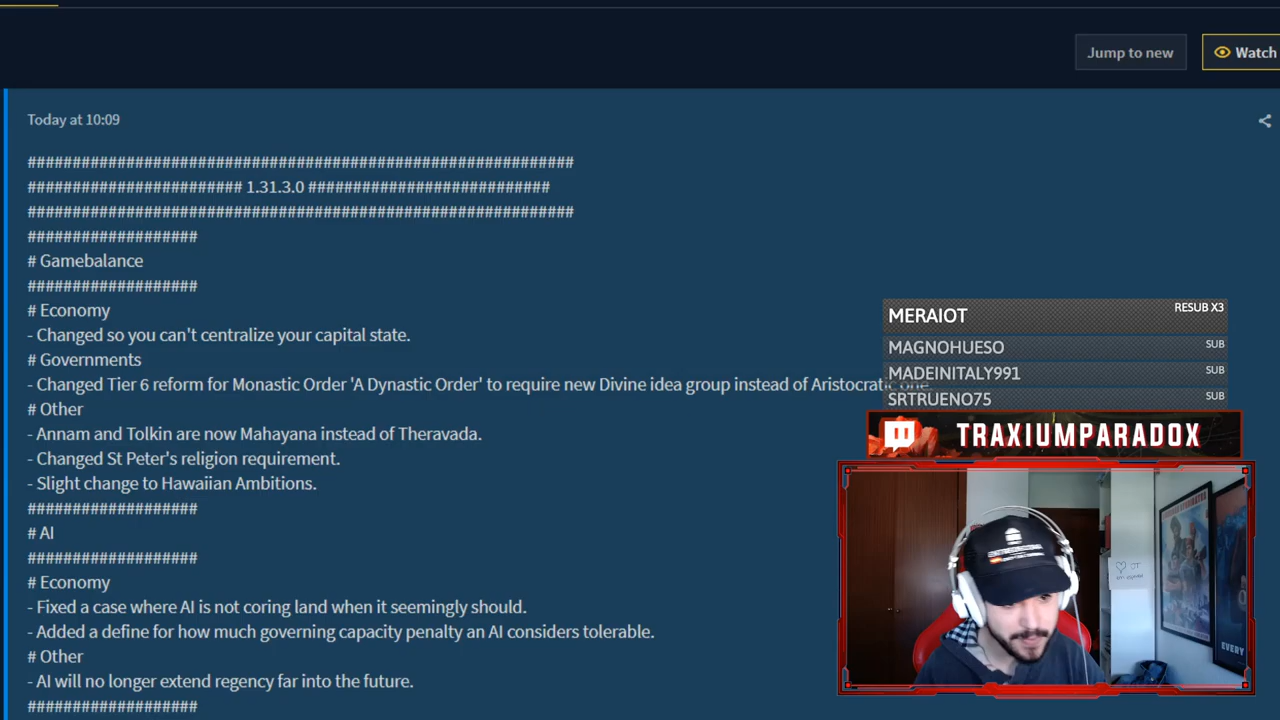 Jump to new
Watch
Today at 10:09
#############################################################
######################## 1.31.3.0 ###########################
#############################################################
###################
# Gamebalance
###################
# Economy
- Changed so you can't centralize your capital state.
# Governments
- Changed Tier 6 reform for Monastic Order 'A Dynastic Order' to require new Divine idea group instead of Aristocratic one.
# Other
- Annam and Tolkin are now Mahayana instead of Theravada.
- Changed St Peter's religion requirement.
- Slight change to Hawaiian Ambitions.
###################
# AI
###################
# Economy
- Fixed a case where AI is not coring land when it seemingly should.
- Added a define for how much governing capacity penalty an AI considers tolerable.
# Other
- AI will no longer extend regency far into the future.
###################
MERAIOT RESUB X3
MAGNOHUESO SUB
MADEINITALY991 SUB
SRTRUENO75 SUB
TRAXIUMPARADOX
EVERY